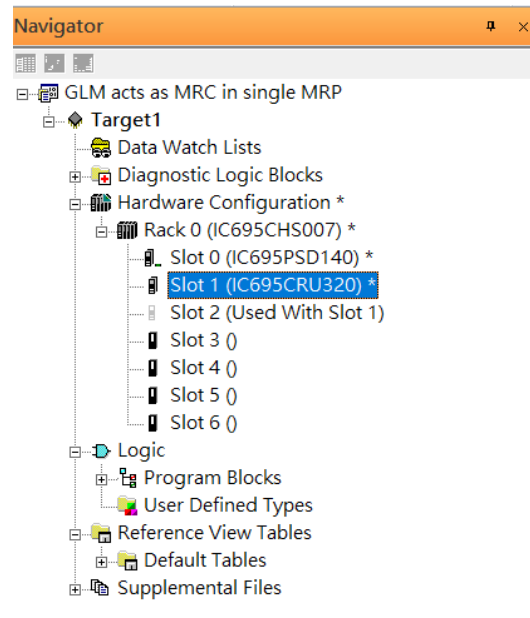 Navigator
GLM acts as MRC in single MRP
Target1
Data Watch Lists
Diagnostic Logic Blocks
Hardware Configuration *
Rack 0 (IC695CHS007) *
Slot 0 (IC695PSD140) *
Slot 1 (IC695CRU320) *
Slot 2 (Used With Slot 1)
Slot 3 ()
Slot 4 ()
Slot 5 ()
Slot 6 ()
Logic
Program Blocks
User Defined Types
Reference View Tables
Default Tables
Supplemental Files